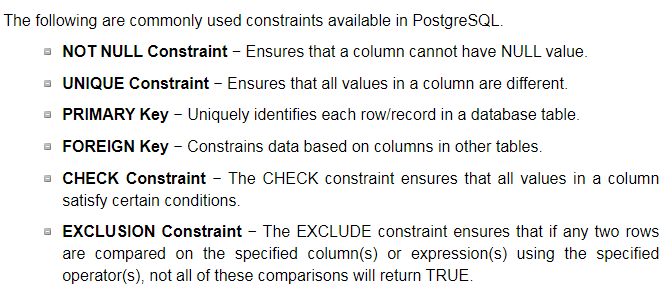 The following are commonly used constraints available in PostgreSQL.
NOT NULL Constraint − Ensures that a column cannot have NULL value.
UNIQUE Constraint − Ensures that all values in a column are different.
PRIMARY Key − Uniquely identifies each row/record in a database table.
FOREIGN Key − Constrains data based on columns in other tables.
CHECK Constraint − The CHECK constraint ensures that all values in a column
satisfy certain conditions.
EXCLUSION Constraint − The EXCLUDE constraint ensures that if any two rows
are compared on the specified column(s) or expression(s) using the specified
operator(s), not all of these comparisons will return TRUE.